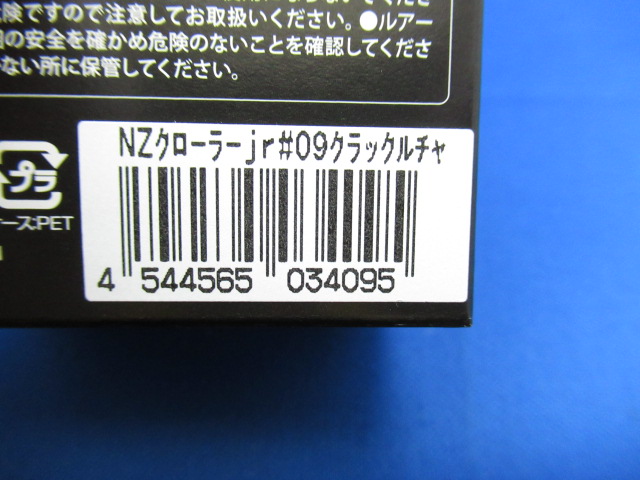 険ですので注意してお取扱いください。●ルアー
の安全を確かめ危険のないことを確認してくださ
ない所に保管してください。
NZクローラーjr#09クラックルチャ
プラ
ケース:PET
4 544565 034095